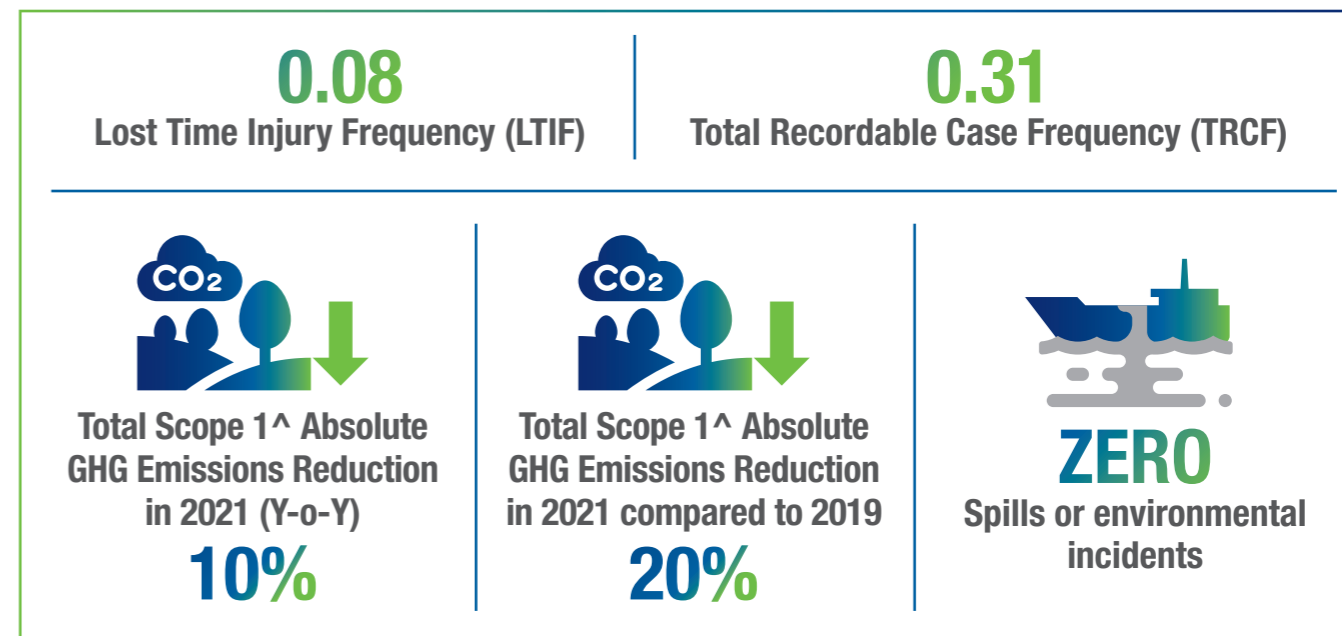 0.08
Lost Time Injury Frequency (LTIF)
0.31
Total Recordable Case Frequency (TRCF)
CO₂
Total Scope 1^ Absolute
GHG Emissions Reduction
in 2021 (Y-o-Y)
10%
CO₂
Total Scope 1^ Absolute
GHG Emissions Reduction
in 2021 compared to 2019
20%
ZERO
Spills or environmental
incidents